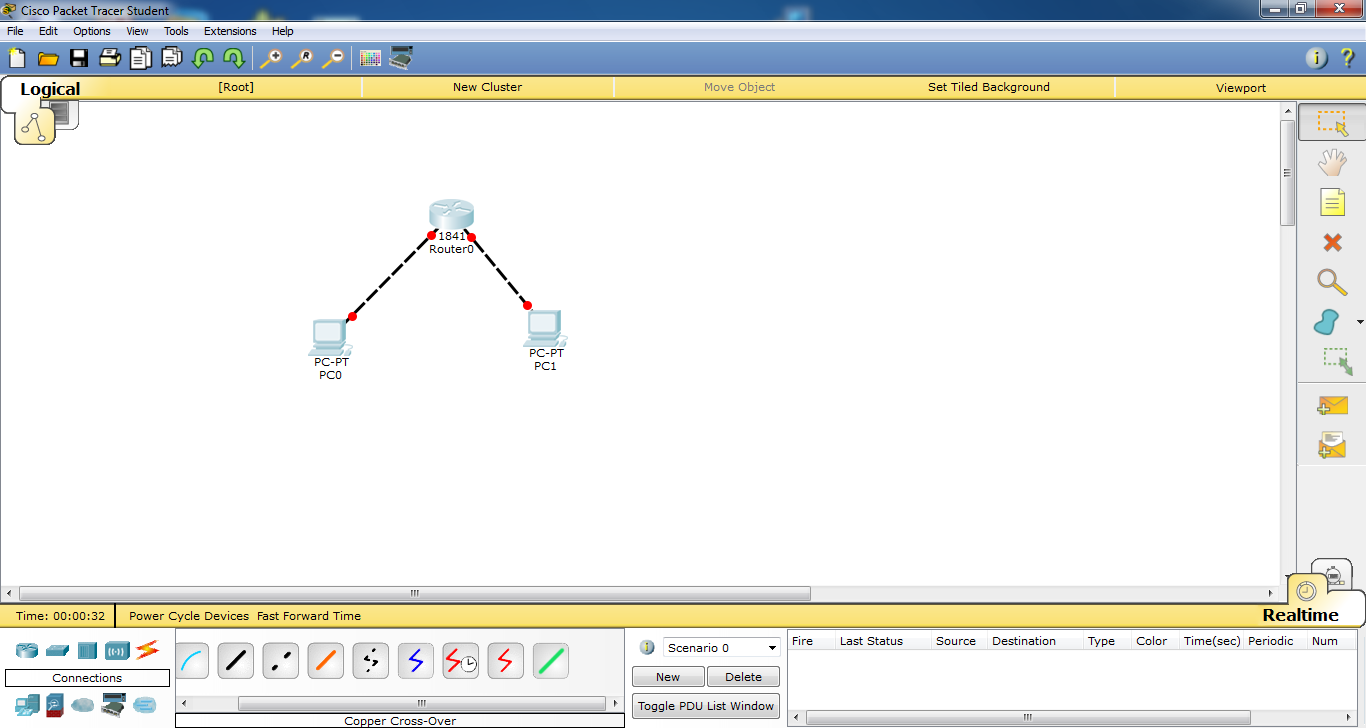 Cisco Packet Tracer Student
File Edit Options View Tools Extensions Help
Logical [Root] New Cluster Move Object Set Tiled Background Viewport
1841
Router0
PC-PT
PC0
PC-PT
PC1
Time: 00:00:32 Power Cycle Devices Fast Forward Time Realtime
Connections
Copper Cross-Over
Scenario 0
New Delete
Toggle PDU List Window
Fire Last Status Source Destination Type Color Time(sec) Periodic Num